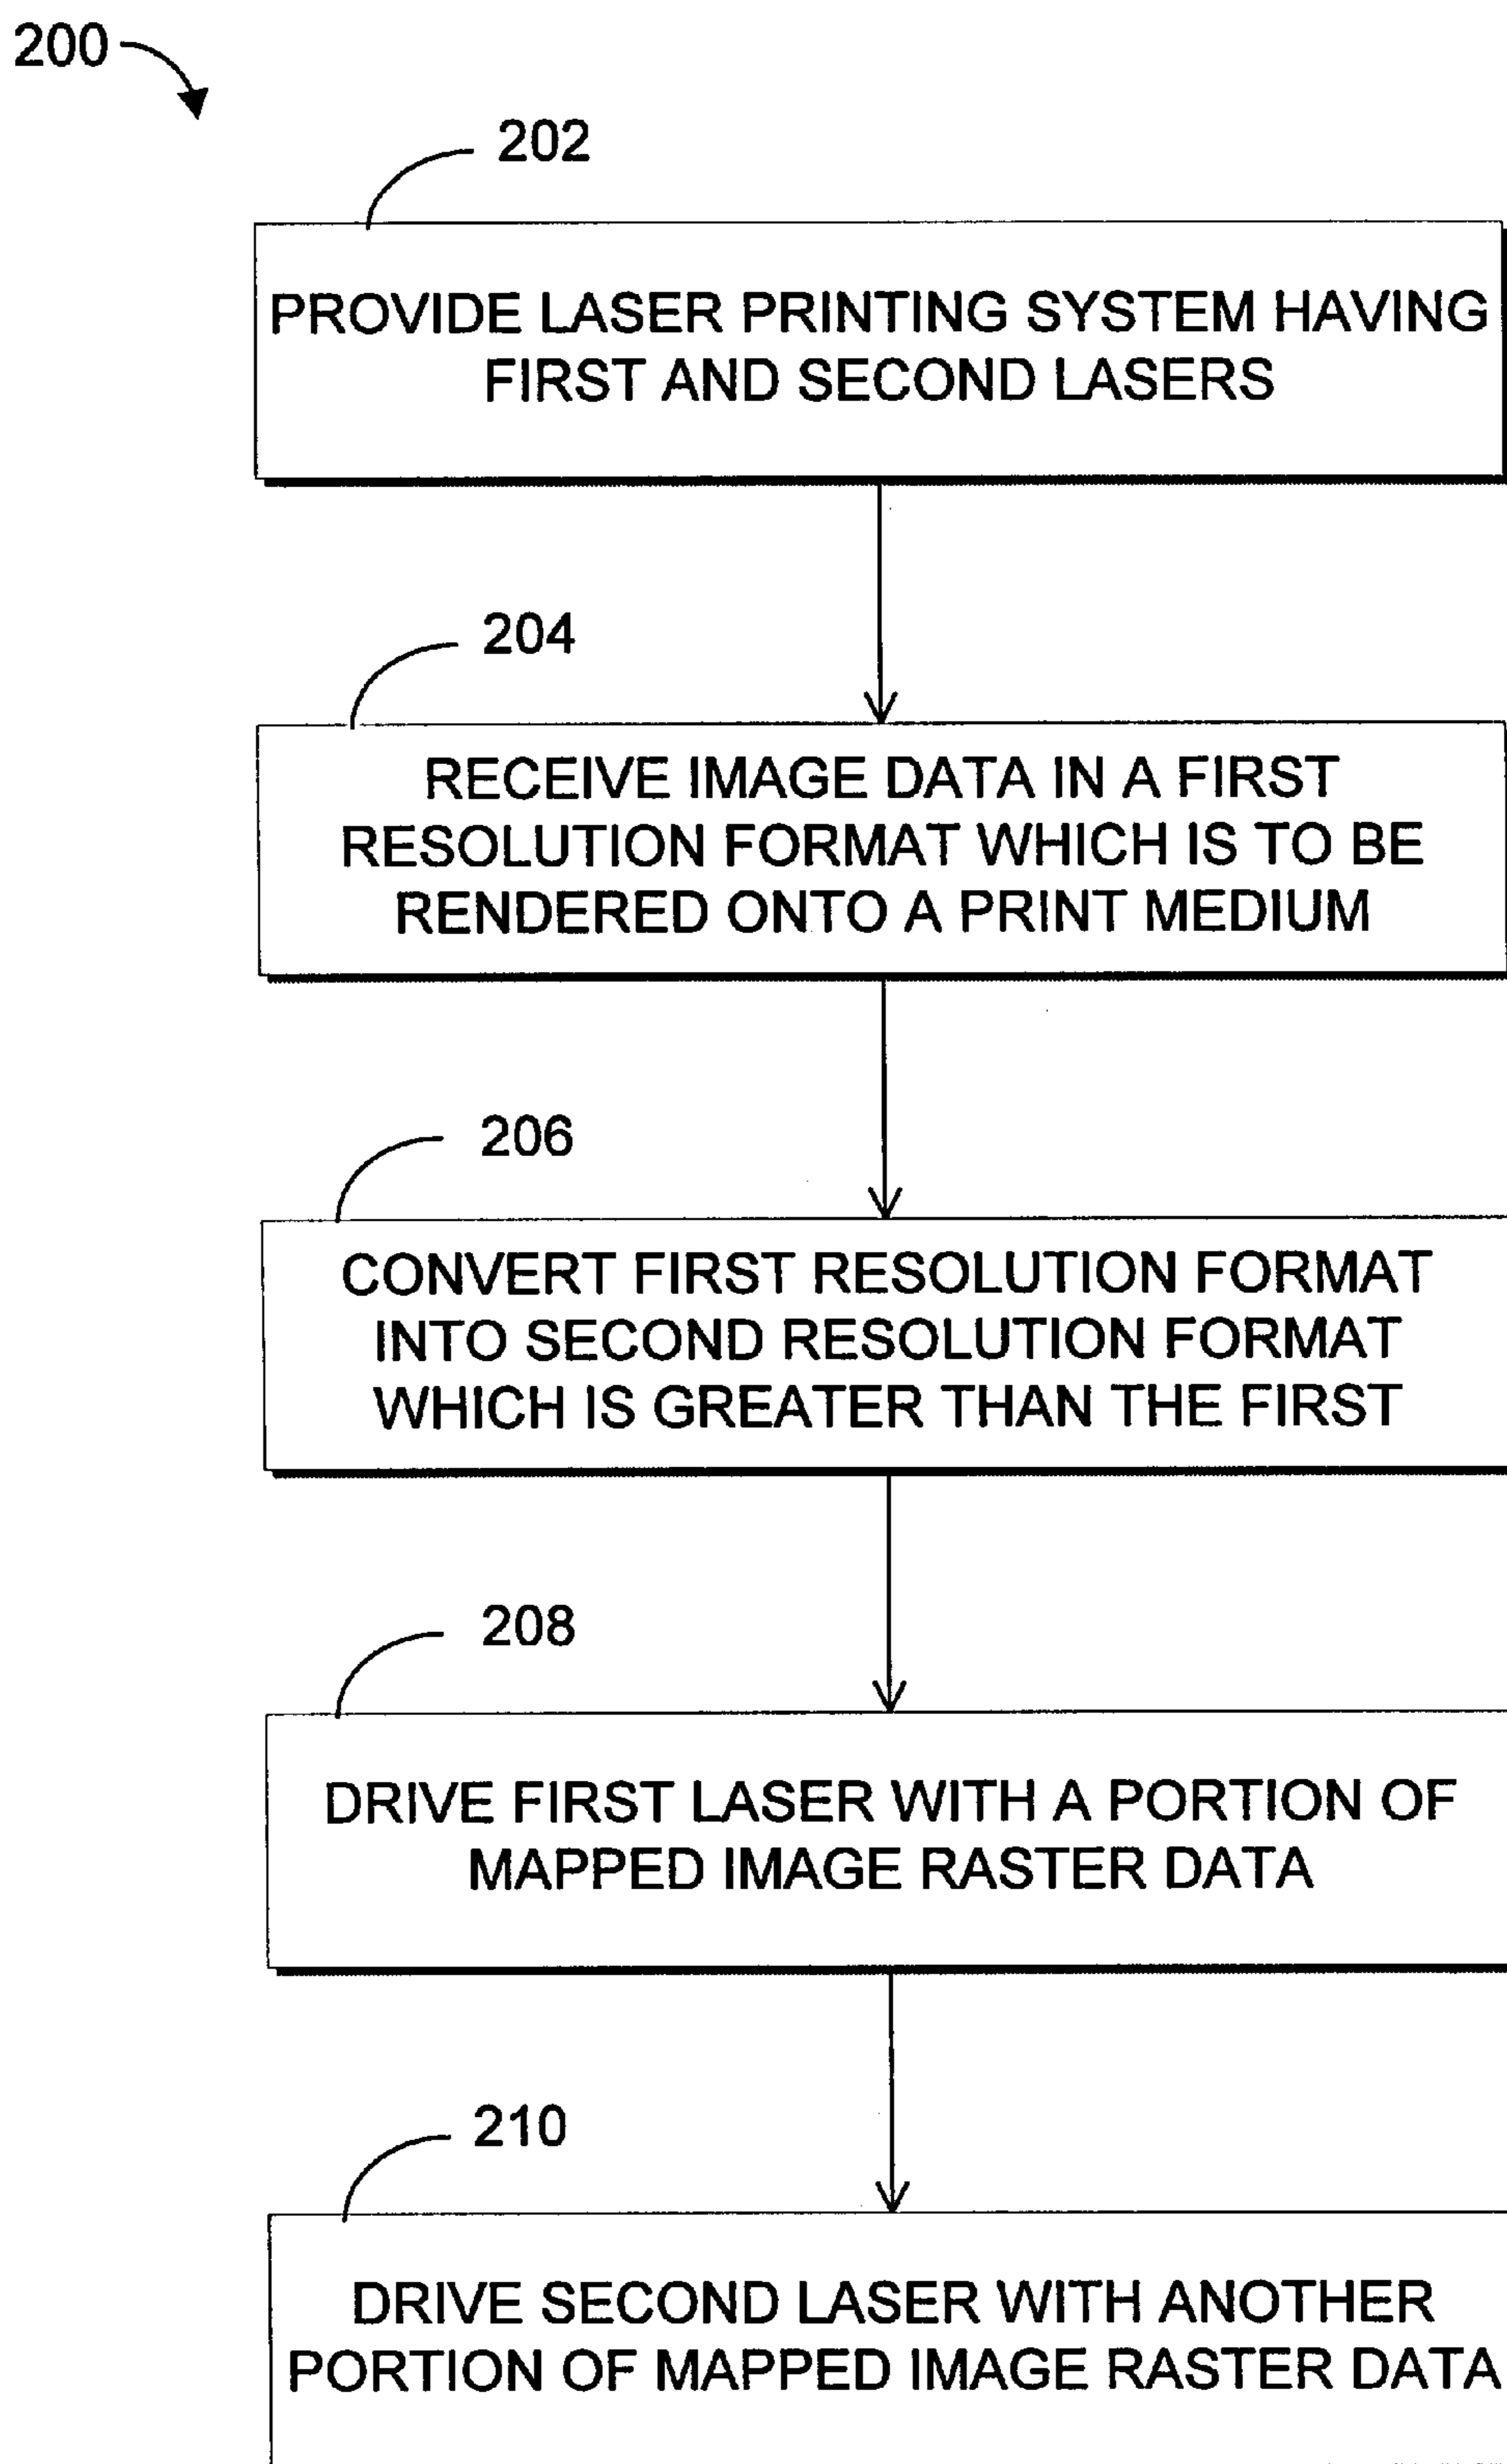 200
202
PROVIDE LASER PRINTING SYSTEM HAVING
FIRST AND SECOND LASERS
204
RECEIVE IMAGE DATA IN A FIRST
RESOLUTION FORMAT WHICH IS TO BE
RENDERED ONTO A PRINT MEDIUM
206
CONVERT FIRST RESOLUTION FORMAT
INTO SECOND RESOLUTION FORMAT
WHICH IS GREATER THAN THE FIRST
208
DRIVE FIRST LASER WITH A PORTION OF
MAPPED IMAGE RASTER DATA
210
DRIVE SECOND LASER WITH ANOTHER
PORTION OF MAPPED IMAGE RASTER DATA